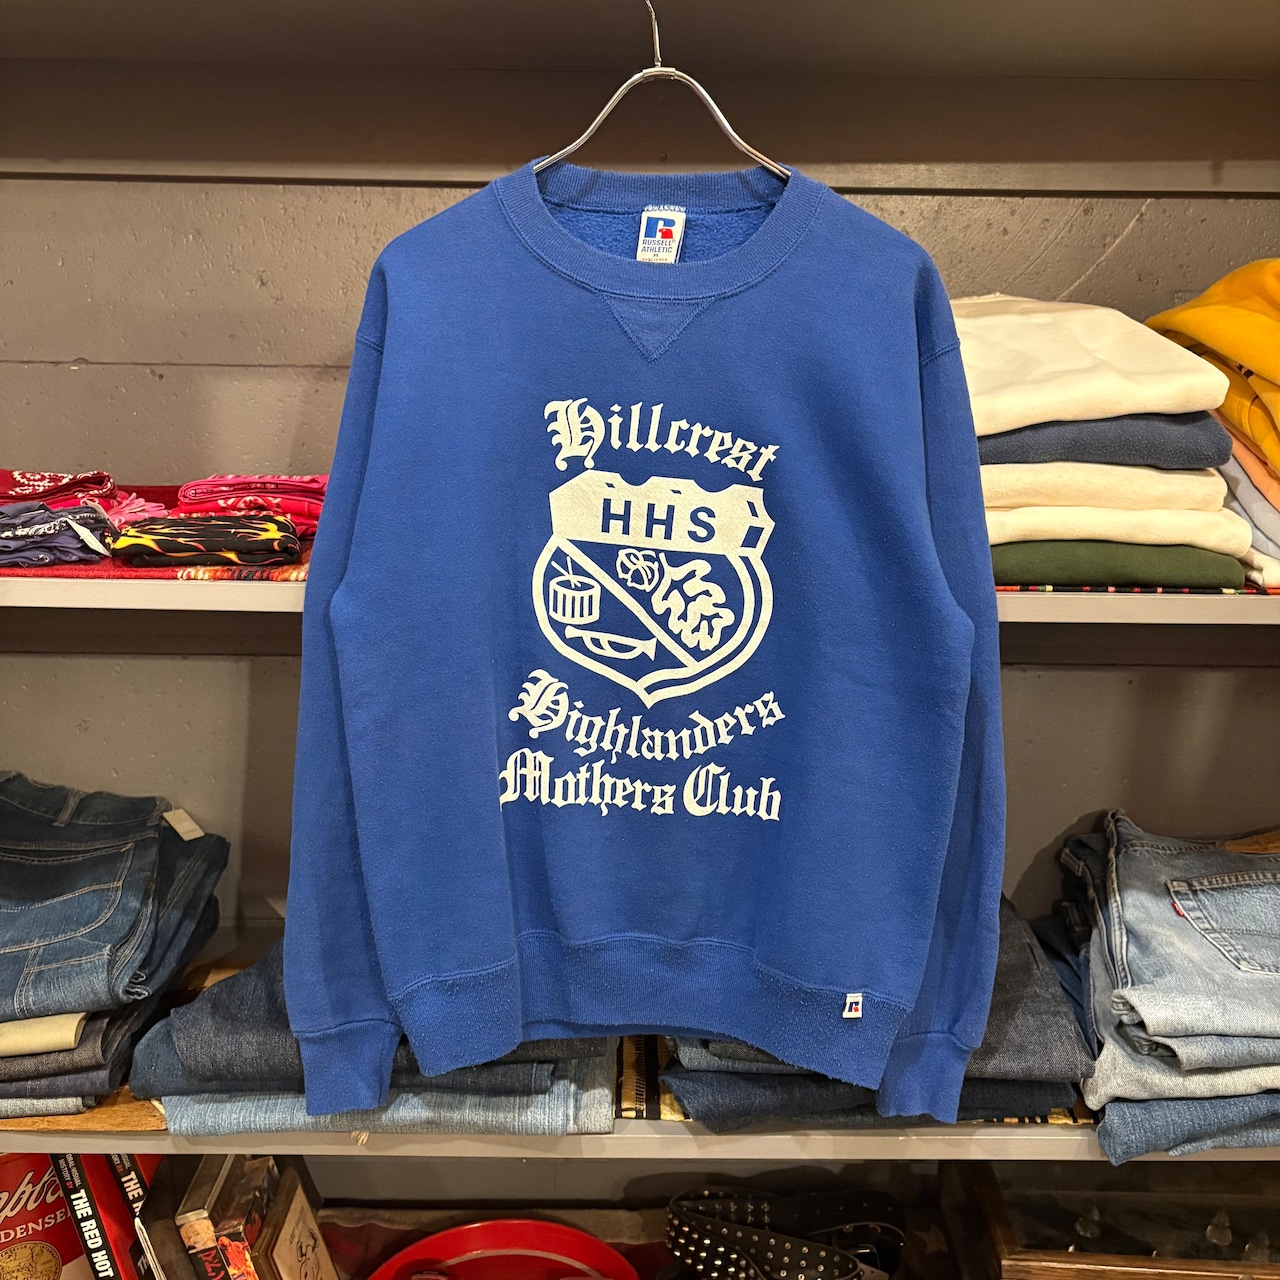 R
RUSSELL
ATHLETIC
M
Hillcrest
HHS
Highlanders
Mothers Club
R
THE RED HOT